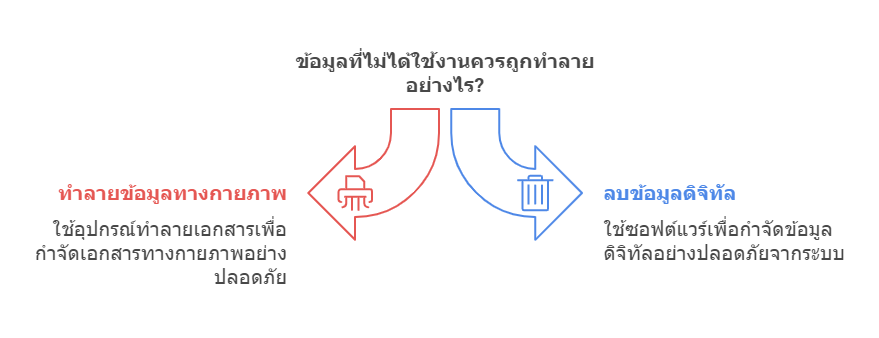 ข้อมูลที่ไม่ได้ใช้งานควรถูกทำลาย
อย่างไร?
ทำลายข้อมูลทางกายภาพ
ใช้อุปกรณ์ทำลายเอกสารเพื่อ
กำจัดเอกสารทางกายภาพอย่าง
ปลอดภัย
ลบข้อมูลดิจิทัล
ใช้ซอฟต์แวร์เพื่อกำจัดข้อมูล
ดิจิทัลอย่างปลอดภัยจากระบบ